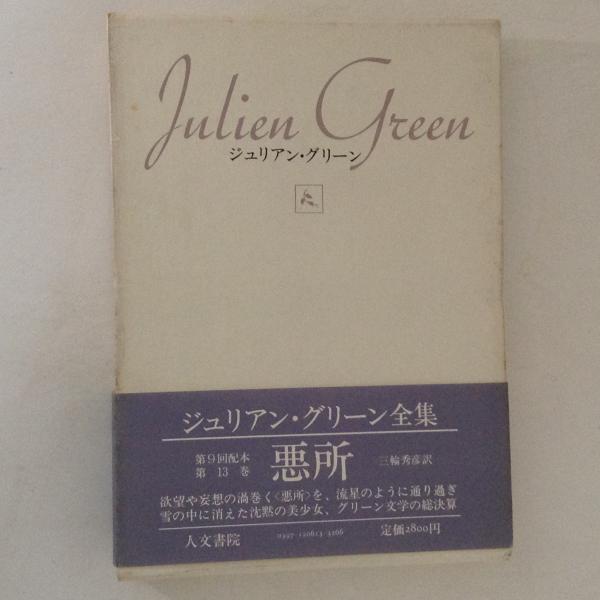 Julien Green
ジュリアン・グリーン
ジュリアン・グリーン全集
第9回配本
第 13 巻
悪所
三輪秀彦訳
欲望や妄想の渦巻く〈悪所〉を、流星のように通り過ぎ
雪の中に消えた沈黙の美少女、グリーン文学の総決算
人文書院
0397-120613-3266
定価2800円